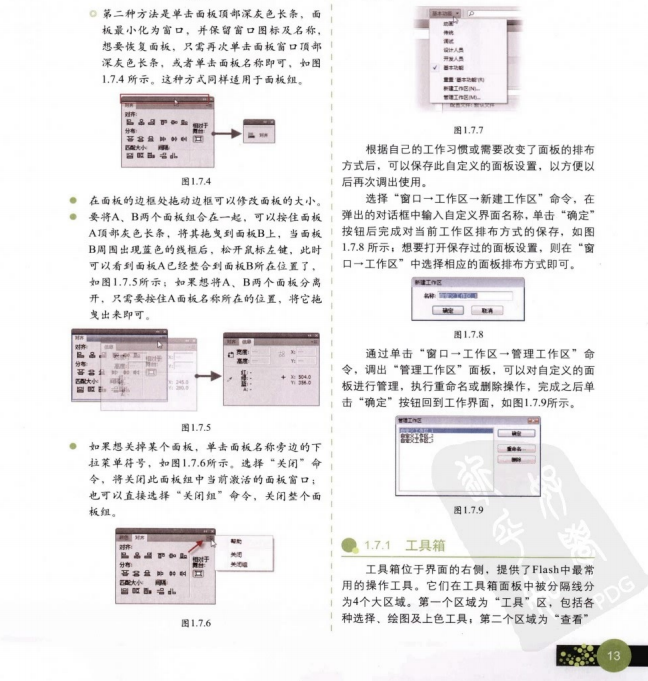 第二种方法是单击面板顶部深灰色长条，面
板最小化为窗口，并保留窗口图标及名称，
想要恢复面板，只需再次单击面板窗口顶部
深灰色长条，或者单击面板名称即可，如图
1.7.4 所示。这种方式同样适用于面板组。
对齐:
分布:
匹配大小: 间隔:
相对于
舞台:
对齐
图1.7.4
在面板的边框处拖动边框可以修改面板的大小。
要将A、B两个面板组合在一起，可以按住面板
A顶部灰色长条，将其拖曳到面板B上，当面板
B周围出现蓝色的线框后，松开鼠标左键，此时
可以看到面板A已经整合到面板B所在位置了，
如图1.7.5所示；如果想将A、B两个面板分离
开，只需要按住A面板名称所在的位置，将它拖
曳出来即可。
对齐:
分布:
匹配大小:
对齐 信息
宽度:
高度:
红:
绿:
蓝:
A:
X:
Y:
X: 504.0
Y: 256.0
图1.7.5
如果想关掉某个面板，单击面板名称旁边的下
拉菜单符号，如图1.7.6所示。选择“关闭”命
令，将关闭此面板组中当前激活的面板窗口；
也可以直接选择“关闭组”命令，关闭整个面
板组。
对齐
对齐:
分布:
匹配大小: 间隔:
相对于
舞台:
帮助
关闭
关闭组
图1.7.6
基本功能
动画
传统
调试
设计人员
开发人员
✓ 基本功能
重置'基本功能'(R)
新建工作区(N)...
管理工作区(M)...
图1.7.7
根据自己的工作习惯或需要改变了面板的排布
方式后，可以保存此自定义的面板设置，以方便以
后再次调出使用。
选择“窗口→工作区→新建工作区”命令，在
弹出的对话框中输入自定义界面名称，单击“确定”
按钮后完成对当前工作区排布方式的保存，如图
1.7.8 所示；想要打开保存过的面板设置，则在“窗
口→工作区”中选择相应的面板排布方式即可。
新建工作区
名称:
确定 取消
图1.7.8
通过单击“窗口→工作区→管理工作区”命
令，调出“管理工作区”面板，可以对自定义的面
板进行管理，执行重命名或删除操作，完成之后单
击“确定”按钮回到工作界面，如图1.7.9所示。
管理工作区
确定
重命名...
删除
图1.7.9
1.7.1 工具箱
工具箱位于界面的右侧，提供了Flash中最常
用的操作工具。它们在工具箱面板中被分隔线分
为4个大区域。第一个区域为“工具”区，包括各
种选择、绘图及上色工具；第二个区域为“查看”
PDG
13